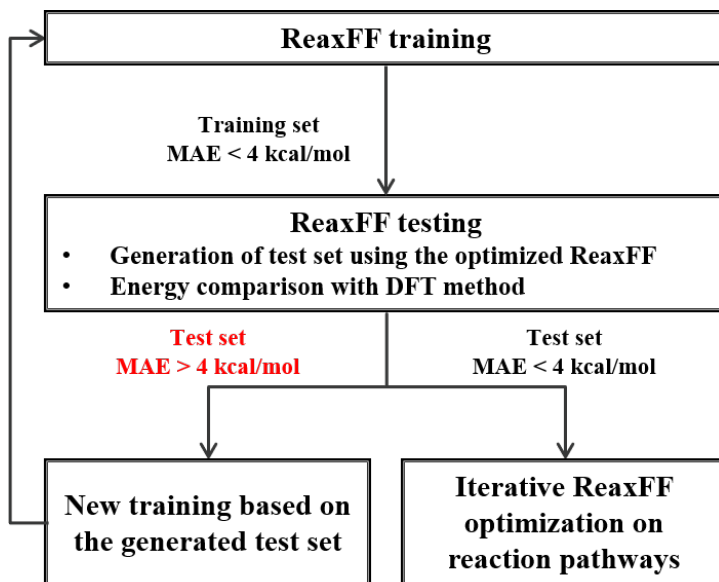 ReaxFF training
Training set
MAE < 4 kcal/mol
ReaxFF testing
• Generation of test set using the optimized ReaxFF
• Energy comparison with DFT method
Test set
MAE > 4 kcal/mol
Test set
MAE < 4 kcal/mol
New training based on
the generated test set
Iterative ReaxFF
optimization on
reaction pathways